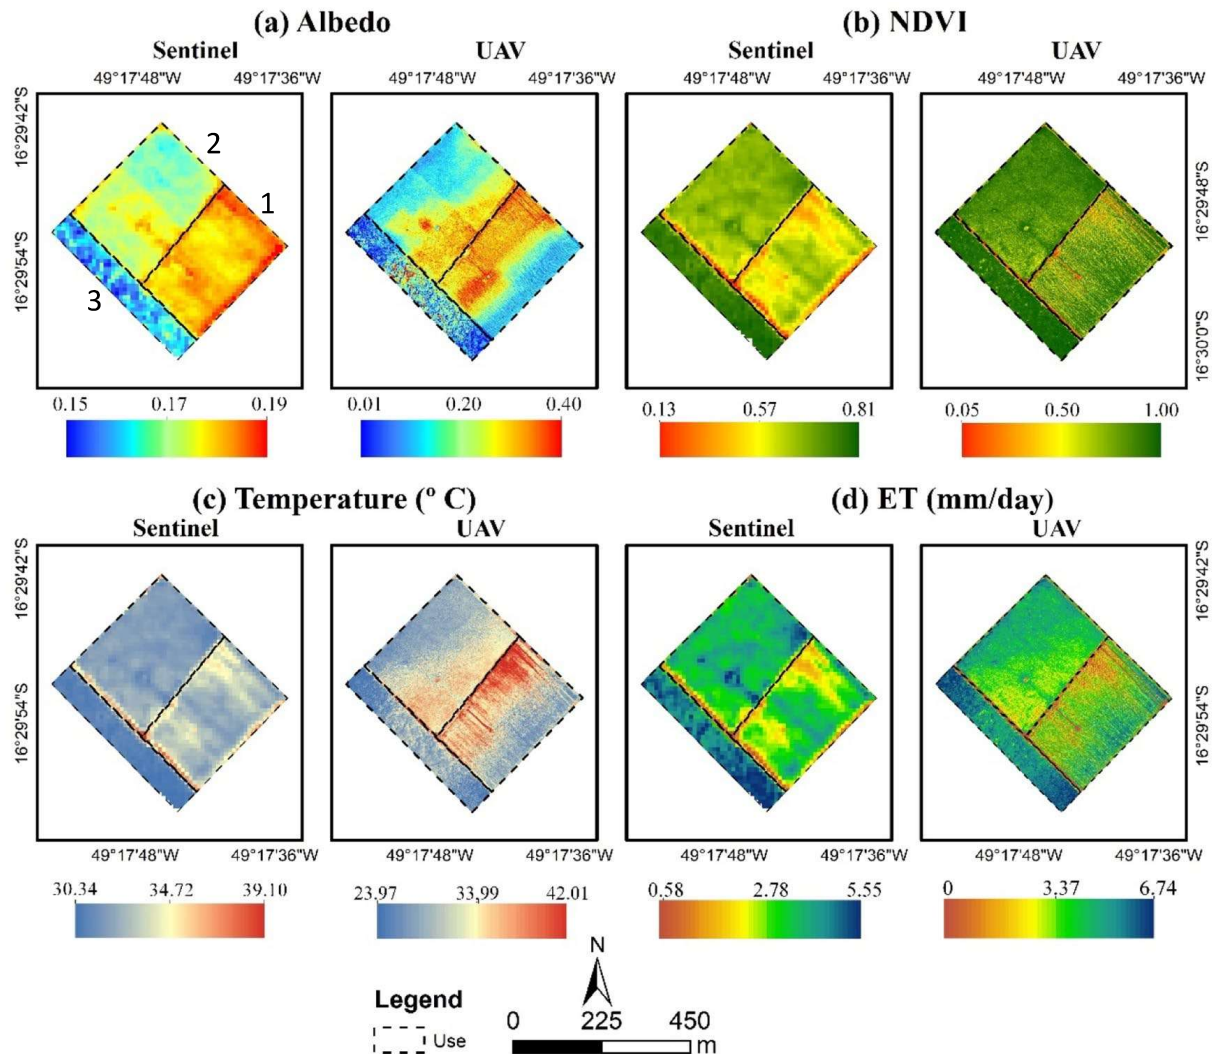 (a) Albedo
(b) NDVI
Sentinel
UAV
Sentinel
UAV
49°17'48"W 49°17'36"W
49°17'48"W 49°17'36"W
49°17'48"W 49°17'36"W
49°17'48"W 49°17'36"W
16°29'42"S
16°29'54"S
2
1
3
16°29'48"S
16°30'0"S
0.15 0.17 0.19
0.01 0.20 0.40
0.13 0.57 0.81
0.05 0.50 1.00
(c) Temperature (º C)
(d) ET (mm/day)
Sentinel
UAV
Sentinel
UAV
16°29'42"S
16°29'54"S
16°29'42"S
16°29'54"S
49°17'48"W 49°17'36"W
49°17'48"W 49°17'36"W
49°17'48"W 49°17'36"W
49°17'48"W 49°17'36"W
30.34 34.72 39.10
23.97 33,99 42.01
0.58 2.78 5.55
0 3.37 6.74
N
Legend
Use
0 225 450
m